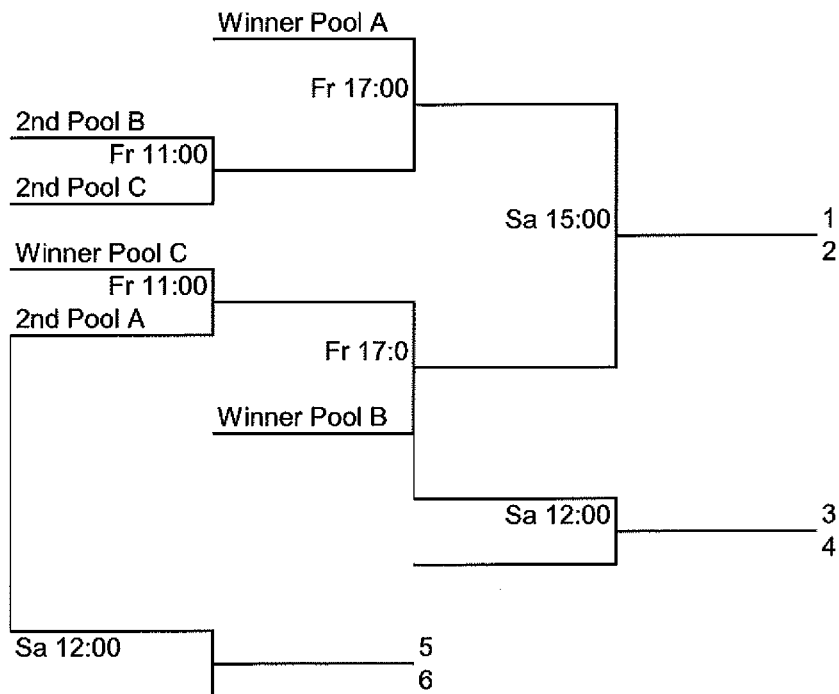 Winner Pool A
Fr 17:00
2nd Pool B
Fr 11:00
2nd Pool C
Sa 15:00
1
2
Winner Pool C
Fr 11:00
2nd Pool A
Fr 17:0
Winner Pool B
Sa 12:00
3
4
Sa 12:00
5
6